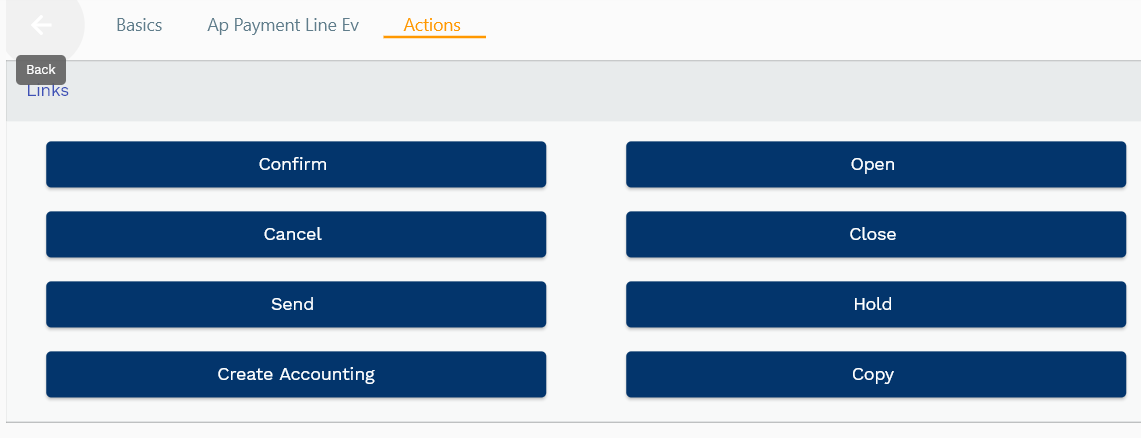 Basics Ap Payment Line Ev Actions
Back
Links
Confirm Open
Cancel Close
Send Hold
Create Accounting Copy